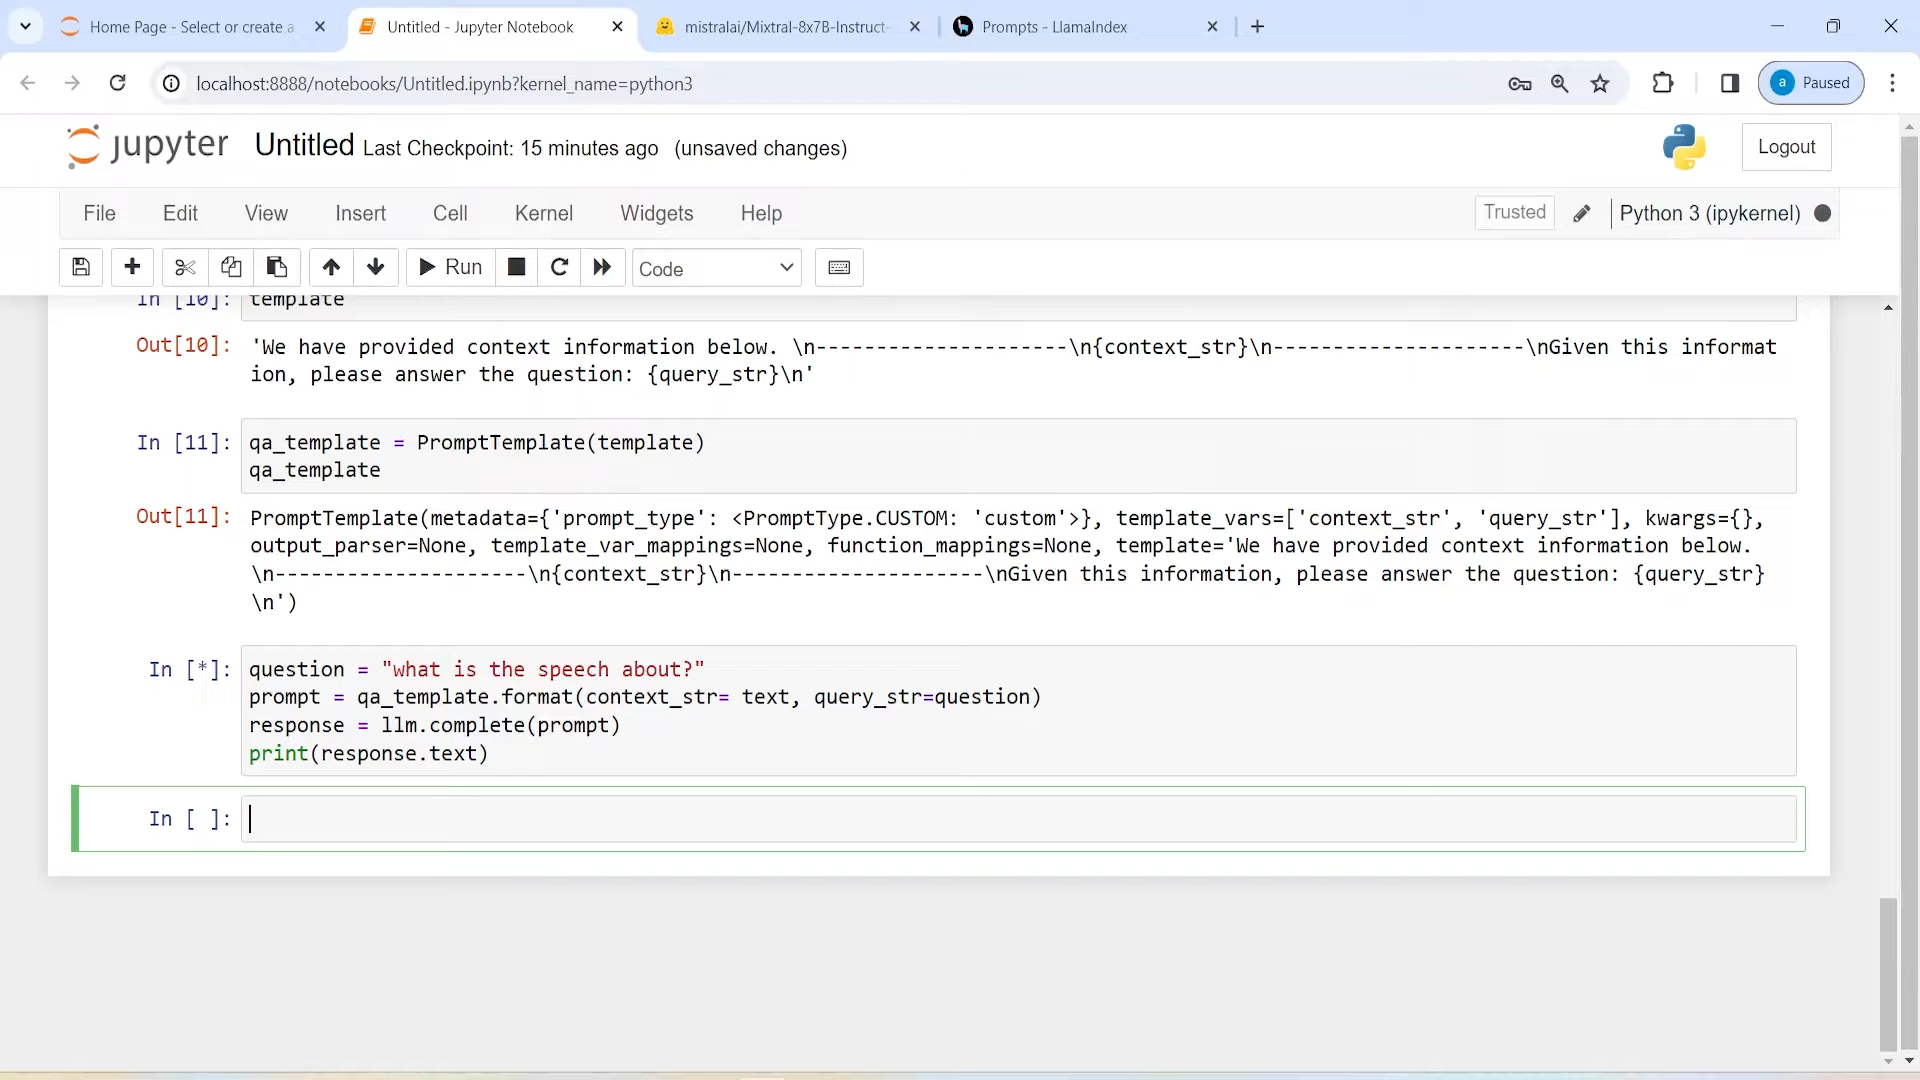 Home Page - Select or create a
Untitled - Jupyter Notebook
mistralai/Mixtral-8x7B-Instruct-
Prompts - LlamaIndex
localhost:8888/notebooks/Untitled.ipynb?kernel_name=python3
a Paused
jupyter Untitled Last Checkpoint: 15 minutes ago (unsaved changes)
Logout
File Edit View Insert Cell Kernel Widgets Help
Trusted Python 3 (ipykernel)
Run Code
In [10]: template
Out[10]: 'We have provided context information below. \n---------------------\n{context_str}\n---------------------\nGiven this informat
ion, please answer the question: {query_str}\n'
In [11]: qa_template = PromptTemplate(template)
qa_template
Out[11]: PromptTemplate(metadata={'prompt_type': <PromptType.CUSTOM: 'custom'>}, template_vars=['context_str', 'query_str'], kwargs={},
output_parser=None, template_var_mappings=None, function_mappings=None, template='We have provided context information below.
\n---------------------\n{context_str}\n---------------------\nGiven this information, please answer the question: {query_str}
\n')
In [*]: question = "what is the speech about?"
prompt = qa_template.format(context_str= text, query_str=question)
response = llm.complete(prompt)
print(response.text)
In [ ]: